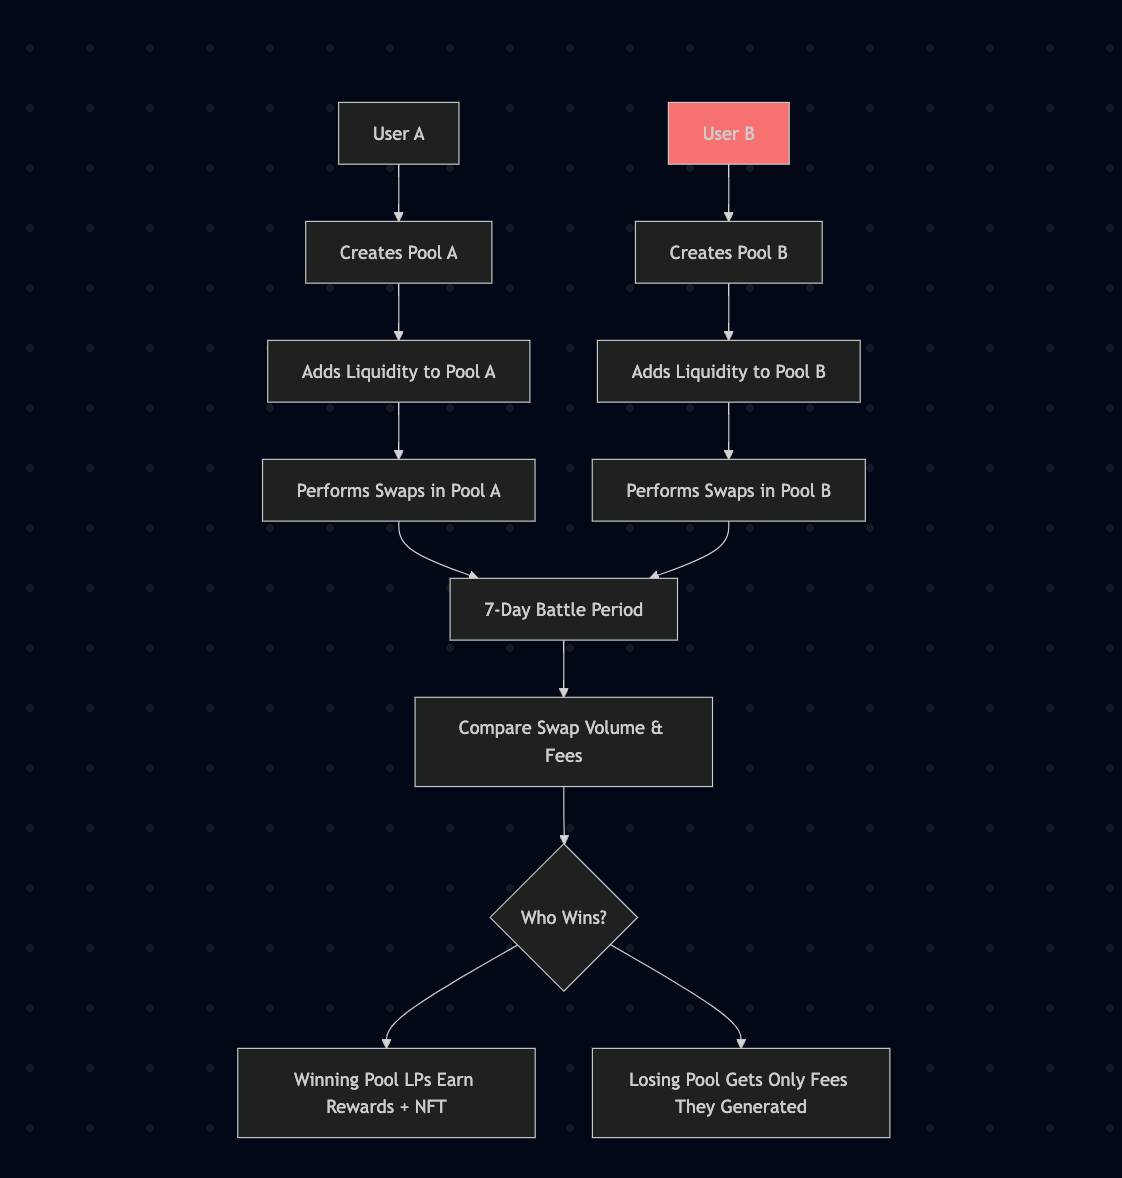 User A
User B
Creates Pool A
Creates Pool B
Adds Liquidity to Pool A
Adds Liquidity to Pool B
Performs Swaps in Pool A
Performs Swaps in Pool B
7-Day Battle Period
Compare Swap Volume &
Fees
Who Wins?
Winning Pool LPs Earn
Rewards + NFT
Losing Pool Gets Only Fees
They Generated